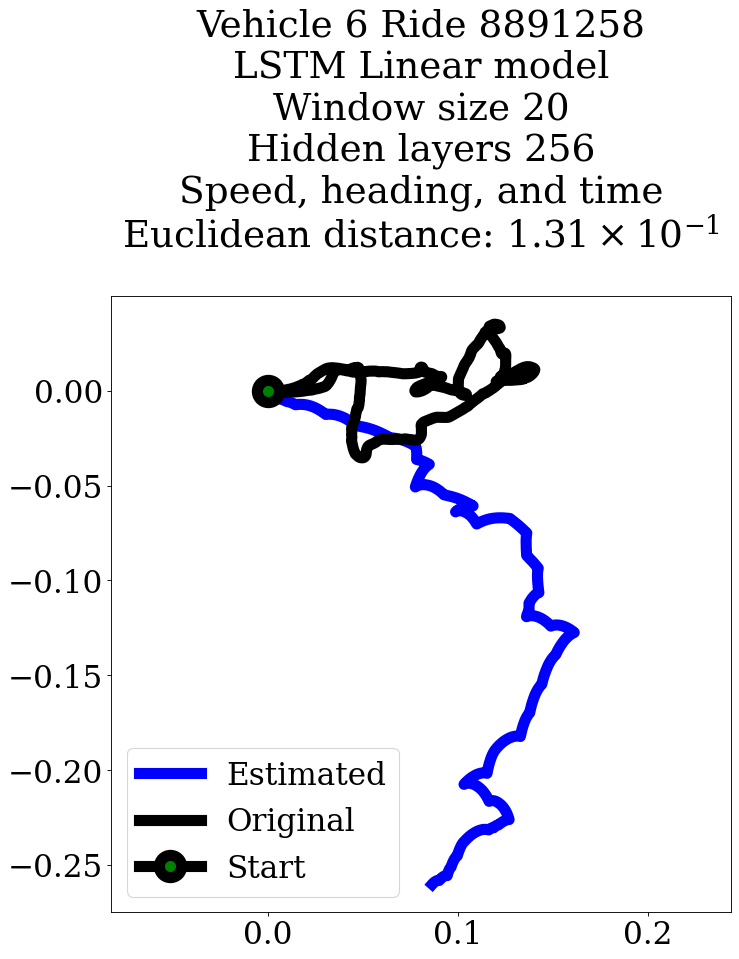 Vehicle 6 Ride 8891258
LSTM Linear model
Window size 20
Hidden layers 256
Speed, heading, and time
Euclidean distance: 1.31 × 10⁻¹
0.00
−0.05
−0.10
−0.15
−0.20
−0.25
Estimated
Original
Start
0.0 0.1 0.2